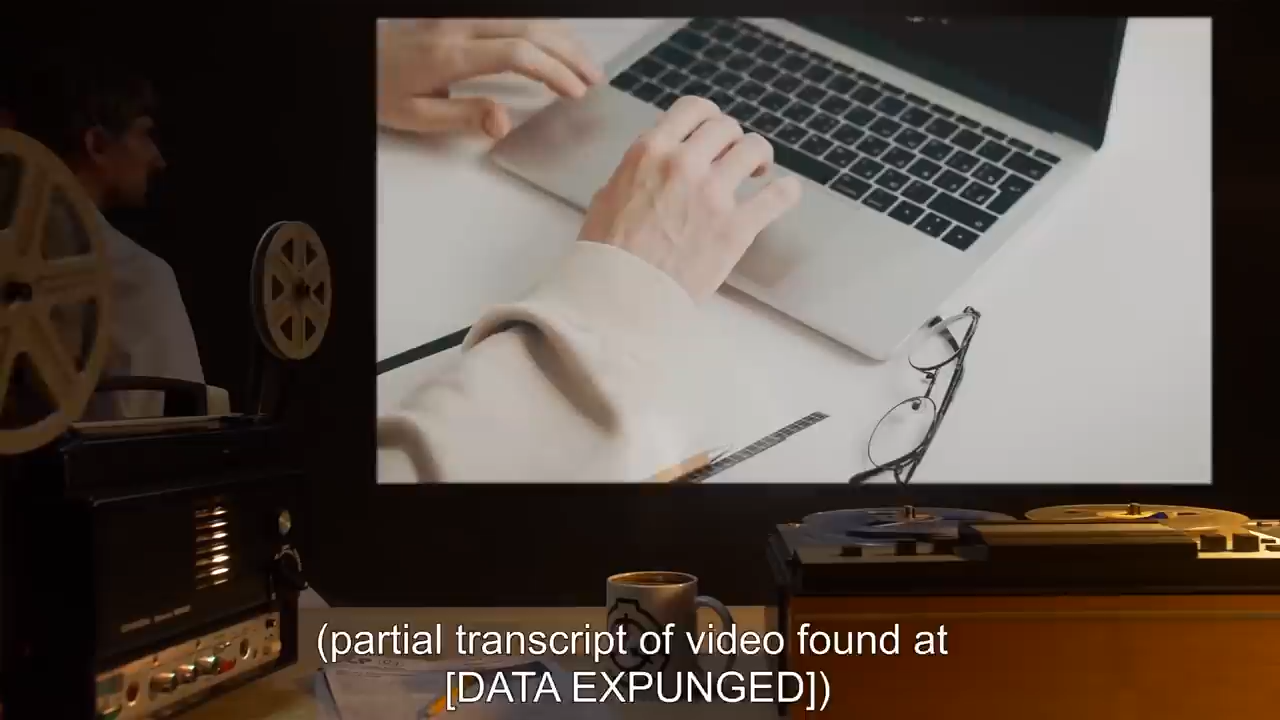 (partial transcript of video found at
[DATA EXPUNGED])